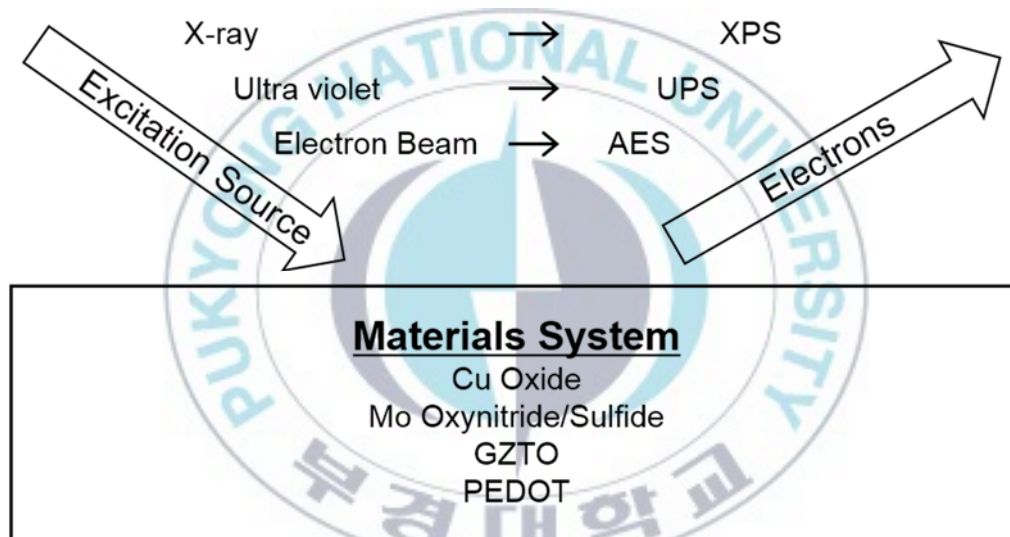 X-ray → XPS
Ultra violet → UPS
Electron Beam → AES
Excitation Source
Electrons
PUKYONG NATIONAL UNIVERSITY
Materials System
Cu Oxide
Mo Oxynitride/Sulfide
GZTO
PEDOT
부경대학교